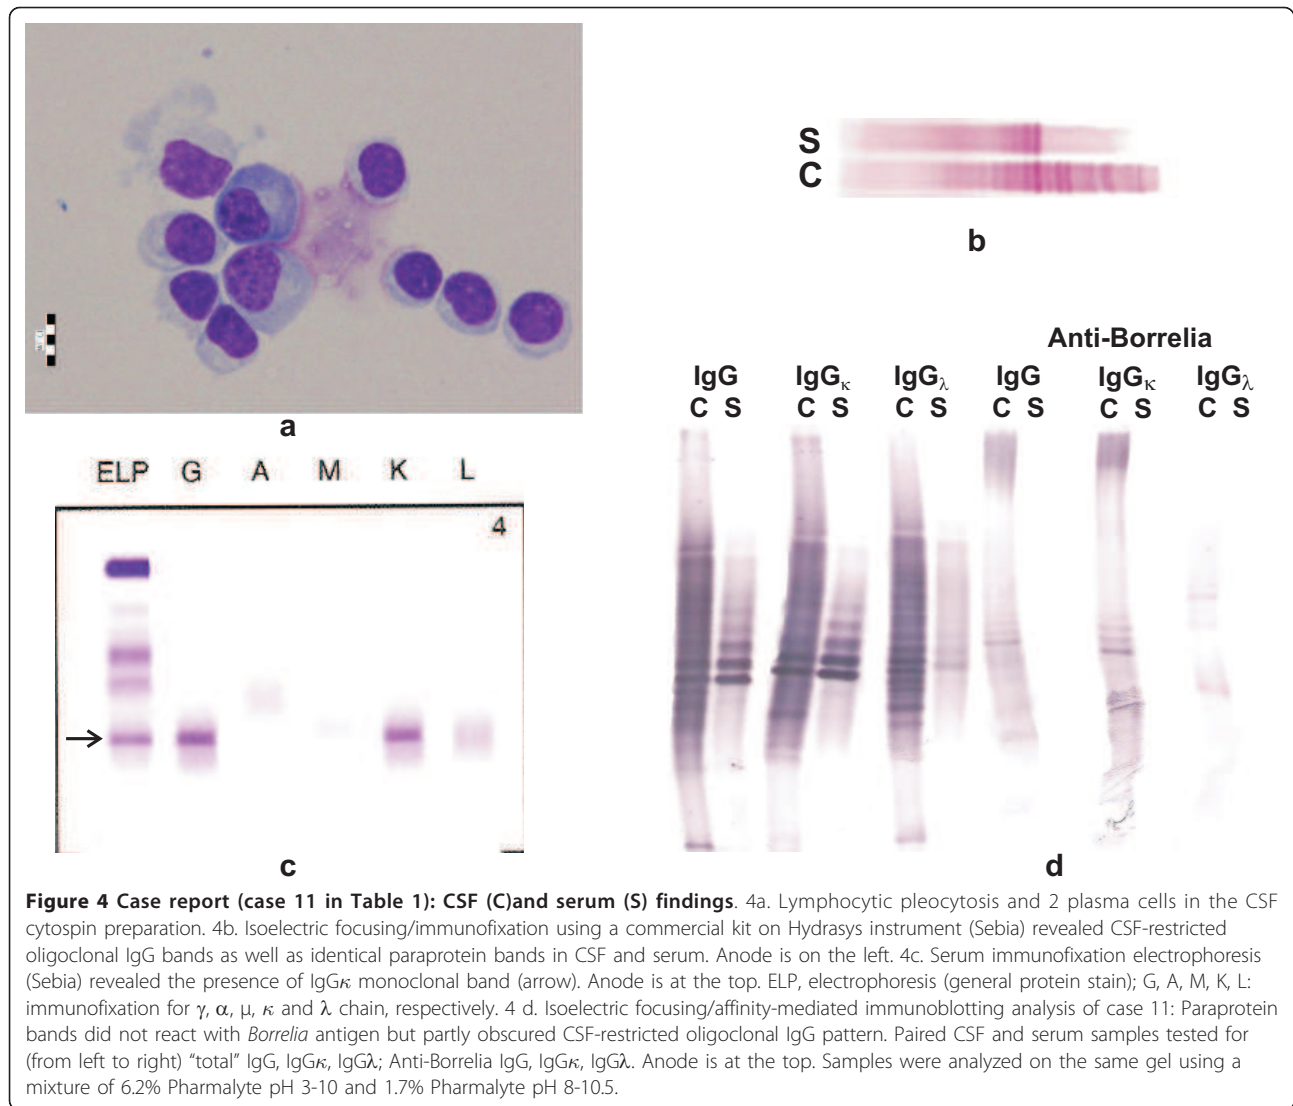 S
C
b
Anti-Borrelia
IgG IgGκ IgGλ IgG IgGκ IgGλ
C S C S C S C S C S C S
a
ELP G A M K L
4
c
d
Figure 4 Case report (case 11 in Table 1): CSF (C)and serum (S) findings. 4a. Lymphocytic pleocytosis and 2 plasma cells in the CSF
cytospin preparation. 4b. Isoelectric focusing/immunofixation using a commercial kit on Hydrasys instrument (Sebia) revealed CSF-restricted
oligoclonal IgG bands as well as identical paraprotein bands in CSF and serum. Anode is on the left. 4c. Serum immunofixation electrophoresis
(Sebia) revealed the presence of IgGκ monoclonal band (arrow). Anode is at the top. ELP, electrophoresis (general protein stain); G, A, M, K, L:
immunofixation for γ, α, μ, κ and λ chain, respectively. 4 d. Isoelectric focusing/affinity-mediated immunoblotting analysis of case 11: Paraprotein
bands did not react with Borrelia antigen but partly obscured CSF-restricted oligoclonal IgG pattern. Paired CSF and serum samples tested for
(from left to right) “total” IgG, IgGκ, IgGλ; Anti-Borrelia IgG, IgGκ, IgGλ. Anode is at the top. Samples were analyzed on the same gel using a
mixture of 6.2% Pharmalyte pH 3-10 and 1.7% Pharmalyte pH 8-10.5.